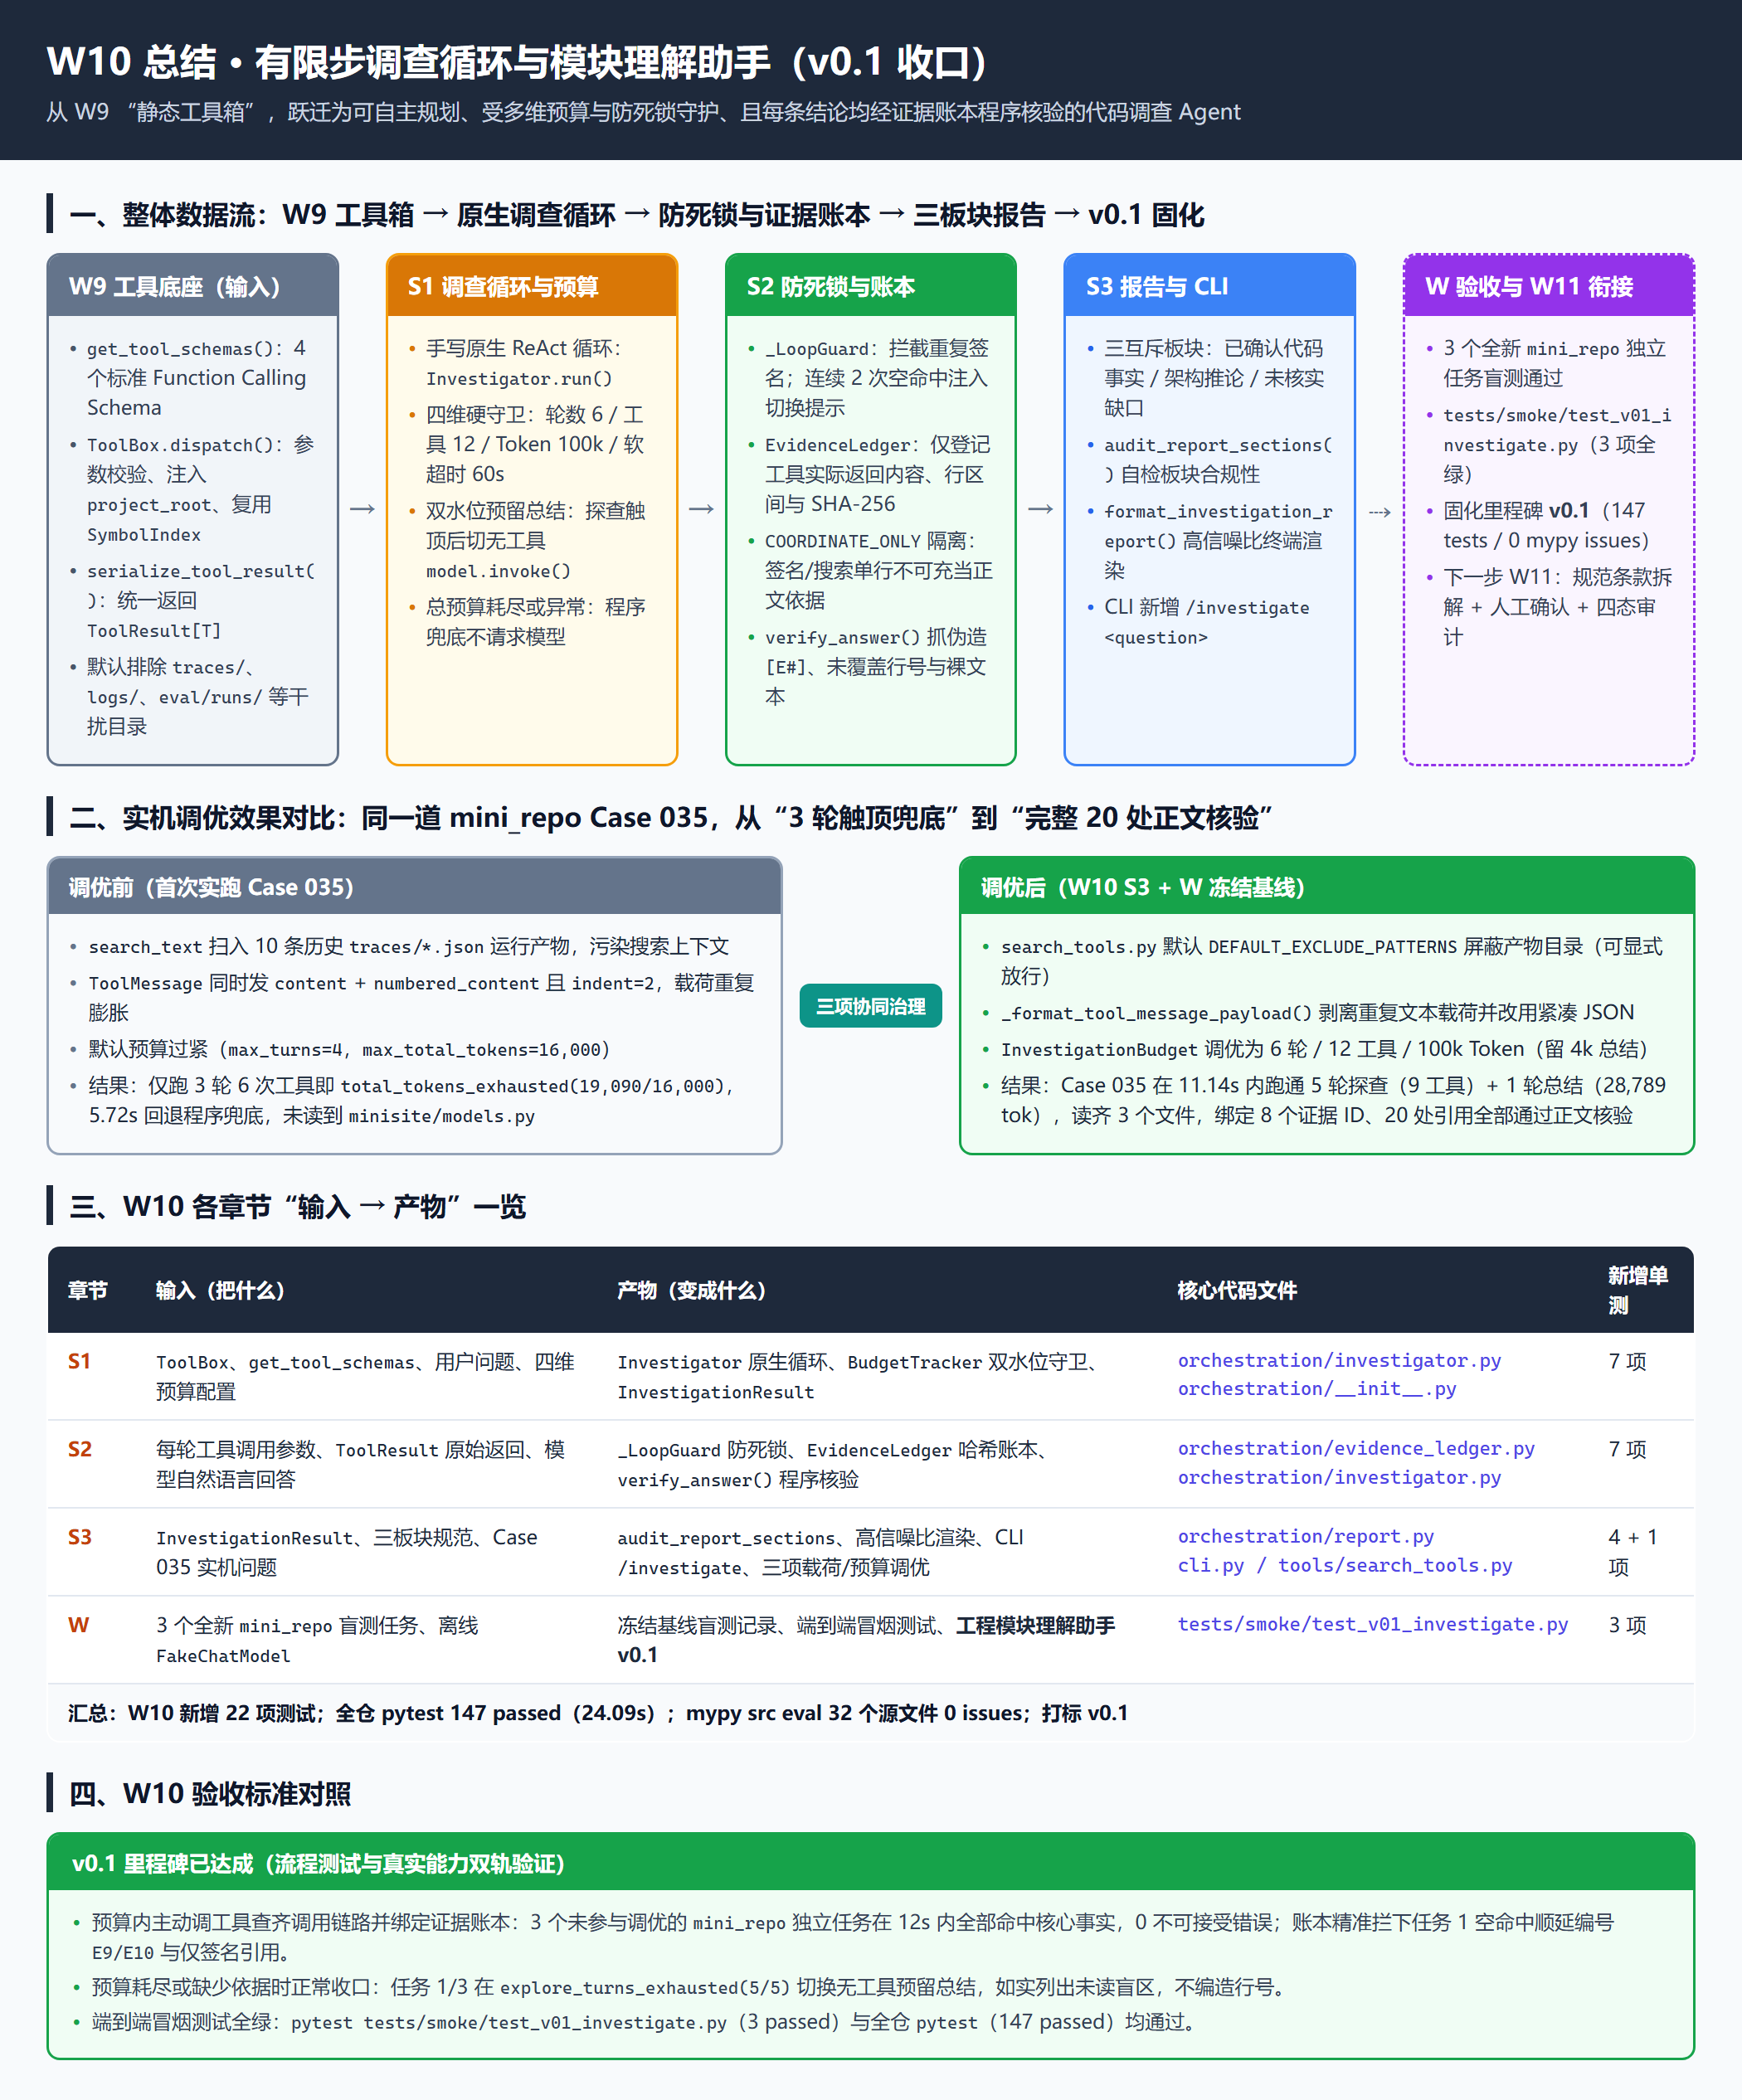 W10 总结 • 有限步调查循环与模块理解助手（v0.1 收口）
从 W9 “静态工具箱”，跃迁为可自主规划、受多维预算与防死锁守护、且每条结论均经证据账本程序核验的代码调查 Agent
一、整体数据流：W9 工具箱 → 原生调查循环 → 防死锁与证据账本 → 三板块报告 → v0.1 固化
W9 工具底座（输入）
• get_tool_schemas()：4
个标准 Function Calling
Schema
• ToolBox.dispatch()：参
数校验、注入
project_root、复用
SymbolIndex
• serialize_tool_result(
)：统一返回
ToolResult[T]
• 默认排除 traces/、
logs/、eval/runs/ 等干
扰目录
→
S1 调查循环与预算
• 手写原生 ReAct 循环：
Investigator.run()
• 四维硬守卫：轮数 6 / 工
具 12 / Token 100k / 软
超时 60s
• 双水位预留总结：探查触
顶后切无工具
model.invoke()
• 总预算耗尽或异常：程序
兜底不请求模型
→
S2 防死锁与账本
• _LoopGuard：拦截重复签
名；连续 2 次空命中注入
切换提示
• EvidenceLedger：仅登记
工具实际返回内容、行区
间与 SHA-256
• COORDINATE_ONLY 隔离：
签名/搜索单行不可充当正
文依据
• verify_answer() 抓伪造
[E#]、未覆盖行号与裸文
本
→
S3 报告与 CLI
• 三互斥板块：已确认代码
事实 / 架构推论 / 未核实
缺口
• audit_report_sections(
) 自检板块合规性
• format_investigation_r
eport() 高信噪比终端渲
染
• CLI 新增 /investigate
<question>
⇢
W 验收与 W11 衔接
• 3 个全新 mini_repo 独立
任务盲测通过
• tests/smoke/test_v01_i
nvestigate.py（3 项全
绿）
• 固化里程碑 v0.1（147
tests / 0 mypy issues）
• 下一步 W11：规范条款拆
解 + 人工确认 + 四态审
计
二、实机调优效果对比：同一道 mini_repo Case 035，从“3 轮触顶兜底”到“完整 20 处正文核验”
调优前（首次实跑 Case 035）
• search_text 扫入 10 条历史 traces/*.json 运行产物，污染搜索上下文
• ToolMessage 同时发 content + numbered_content 且 indent=2，载荷重复
膨胀
• 默认预算过紧（max_turns=4，max_total_tokens=16,000）
• 结果：仅跑 3 轮 6 次工具即 total_tokens_exhausted(19,090/16,000)，
5.72s 回退程序兜底，未读到 minisite/models.py
三项协同治理
调优后（W10 S3 + W 冻结基线）
• search_tools.py 默认 DEFAULT_EXCLUDE_PATTERNS 屏蔽产物目录（可显式
放行）
• _format_tool_message_payload() 剥离重复文本载荷并改用紧凑 JSON
• InvestigationBudget 调优为 6 轮 / 12 工具 / 100k Token（留 4k 总结）
• 结果：Case 035 在 11.14s 内跑通 5 轮探查（9 工具）+ 1 轮总结（28,789
tok），读齐 3 个文件，绑定 8 个证据 ID、20 处引用全部通过正文核验
三、W10 各章节“输入 → 产物”一览
章节 输入（把什么） 产物（变成什么） 核心代码文件 新增单
测
S1 ToolBox、get_tool_schemas、用户问题、四维 Investigator 原生循环、BudgetTracker 双水位守卫、 orchestration/investigator.py 7 项
预算配置 InvestigationResult orchestration/__init__.py
S2 每轮工具调用参数、ToolResult 原始返回、模 _LoopGuard 防死锁、EvidenceLedger 哈希账本、 orchestration/evidence_ledger.py 7 项
型自然语言回答 verify_answer() 程序核验 orchestration/investigator.py
S3 InvestigationResult、三板块规范、Case audit_report_sections、高信噪比渲染、CLI orchestration/report.py 4 + 1
035 实机问题 /investigate、三项载荷/预算调优 cli.py / tools/search_tools.py 项
W 3 个全新 mini_repo 盲测任务、离线 冻结基线盲测记录、端到端冒烟测试、工程模块理解助手 tests/smoke/test_v01_investigate.py 3 项
FakeChatModel v0.1
汇总：W10 新增 22 项测试；全仓 pytest 147 passed（24.09s）；mypy src eval 32 个源文件 0 issues；打标 v0.1
四、W10 验收标准对照
v0.1 里程碑已达成（流程测试与真实能力双轨验证）
• 预算内主动调工具查齐调用链路并绑定证据账本：3 个未参与调优的 mini_repo 独立任务在 12s 内全部命中核心事实，0 不可接受错误；账本精准拦下任务 1 空命中顺延编号
E9/E10 与仅签名引用。
• 预算耗尽或缺少依据时正常收口：任务 1/3 在 explore_turns_exhausted(5/5) 切换无工具预留总结，如实列出未读盲区，不编造行号。
• 端到端冒烟测试全绿：pytest tests/smoke/test_v01_investigate.py（3 passed）与全仓 pytest（147 passed）均通过。